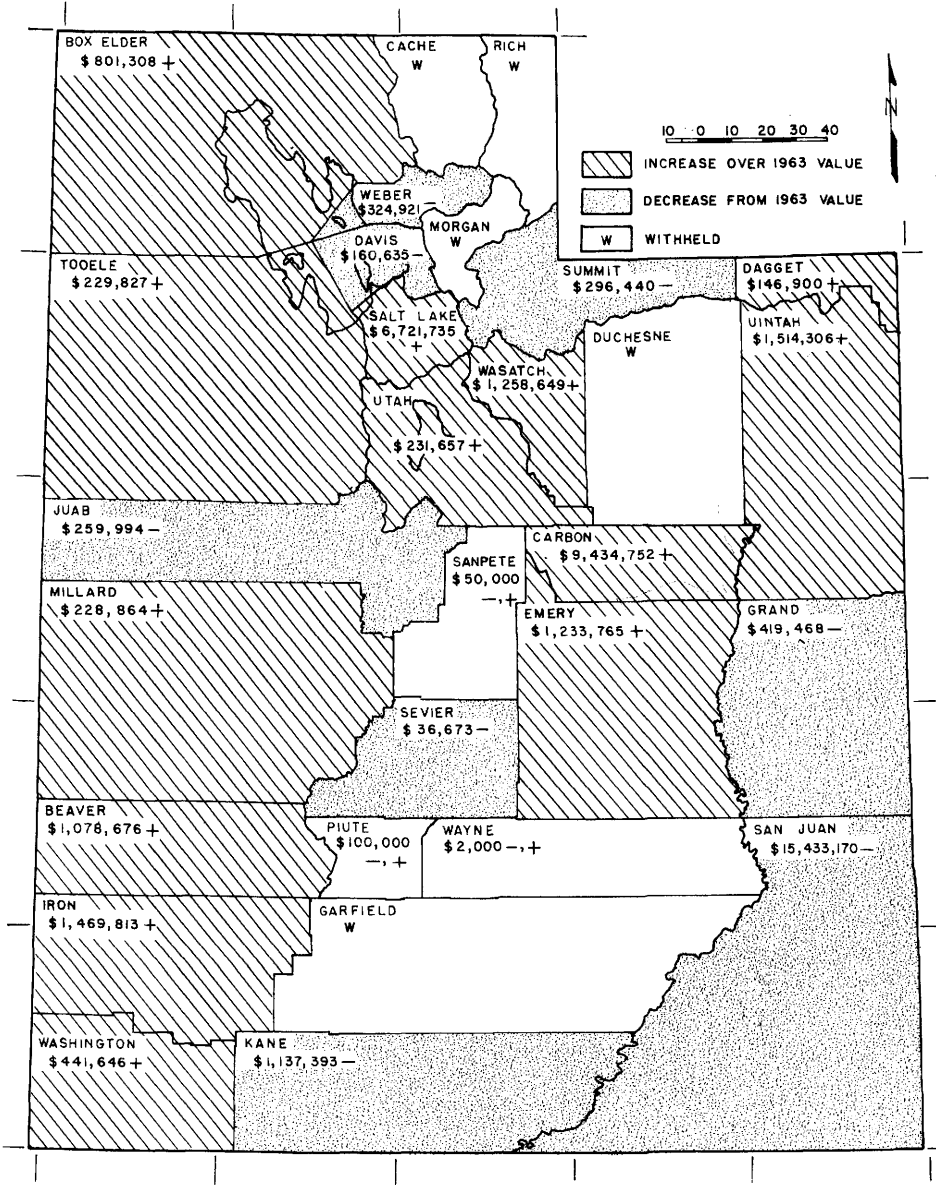 BOX ELDER
$801,308+
CACHE
W
RICH
W
N
10 0 10 20 30 40
INCREASE OVER 1963 VALUE
DECREASE FROM 1963 VALUE
W WITHHELD
WEBER
$324,921-
MORGAN
W
DAVIS
$160,635-
TOOELE
$229,827+
SUMMIT
$296,440-
DAGGET
$146,900+
SALT LAKE
$6,721,735
+
DUCHESNE
W
UINTAH
$1,514,306+
WASATCH
$1,258,649+
UTAH
$231,657+
JUAB
$259,994-
CARBON
$9,434,752+
SANPETE
$50,000
-,+
MILLARD
$228,864+
EMERY
$1,233,765+
GRAND
$419,468-
SEVIER
$36,673-
BEAVER
$1,078,676+
PIUTE
$100,000
-,+
WAYNE
$2,000-,+
SAN JUAN
$15,433,170-
IRON
$1,469,813+
GARFIELD
W
WASHINGTON
$441,646+
KANE
$1,137,393-